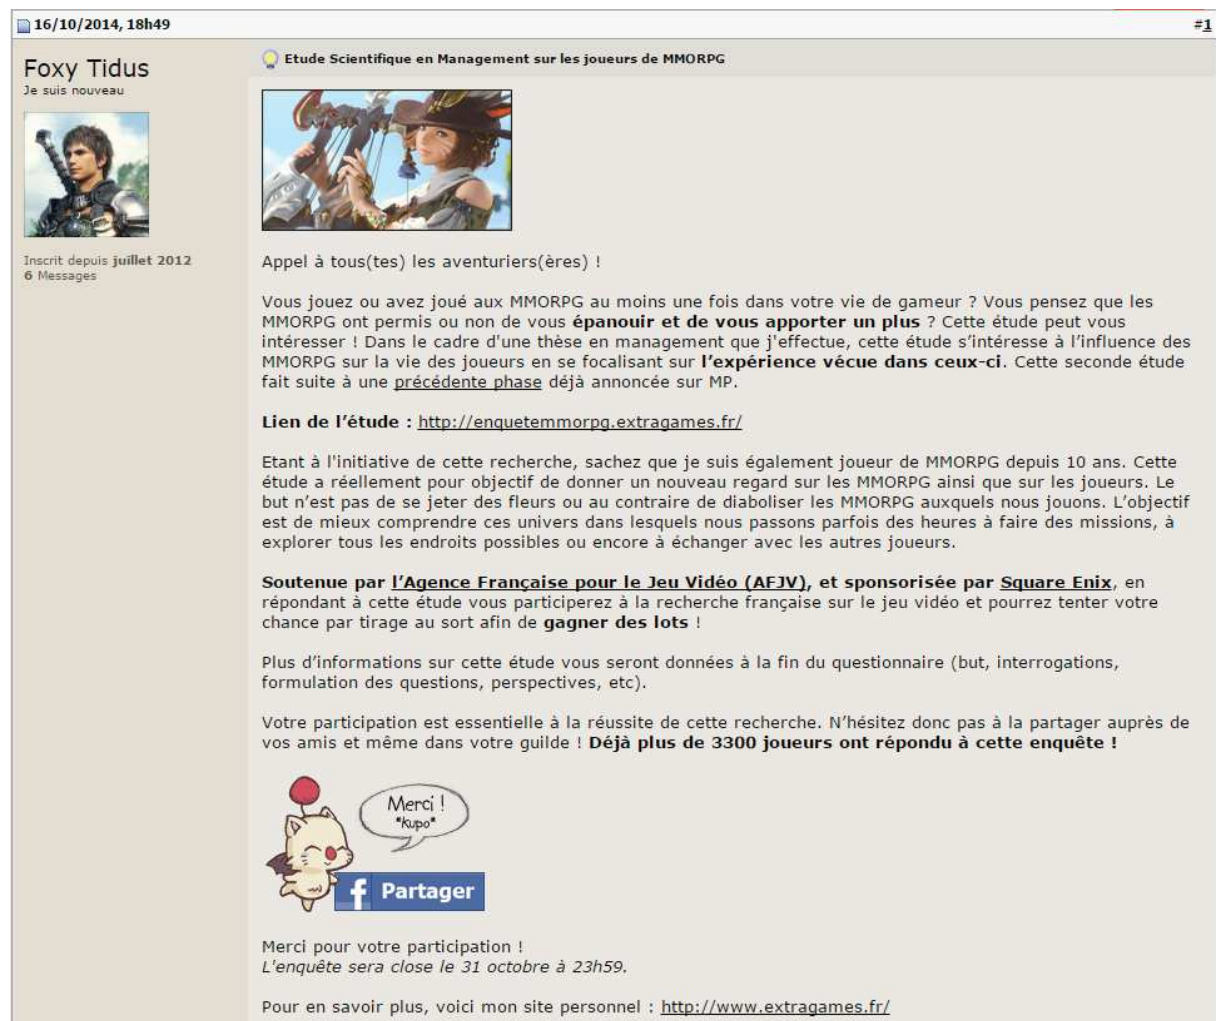 16/10/2014, 18h49
#1
Foxy Tidus
Je suis nouveau
Inscrit depuis juillet 2012
6 Messages
Etude Scientifique en Management sur les joueurs de MMORPG
Appel à tous(tes) les aventuriers(ères) !
Vous jouez ou avez joué aux MMORPG au moins une fois dans votre vie de gameur ? Vous pensez que les
MMORPG ont permis ou non de vous épanouir et de vous apporter un plus ? Cette étude peut vous
intéresser ! Dans le cadre d'une thèse en management que j'effectue, cette étude s’intéresse à l’influence des
MMORPG sur la vie des joueurs en se focalisant sur l’expérience vécue dans ceux-ci. Cette seconde étude
fait suite à une précédente phase déjà annoncée sur MP.
Lien de l’étude : http://enquetemmorpg.extragames.fr/
Etant à l'initiative de cette recherche, sachez que je suis également joueur de MMORPG depuis 10 ans. Cette
étude a réellement pour objectif de donner un nouveau regard sur les MMORPG ainsi que sur les joueurs. Le
but n’est pas de se jeter des fleurs ou au contraire de diaboliser les MMORPG auxquels nous jouons. L’objectif
est de mieux comprendre ces univers dans lesquels nous passons parfois des heures à faire des missions, à
explorer tous les endroits possibles ou encore à échanger avec les autres joueurs.
Soutenue par l’Agence Française pour le Jeu Vidéo (AFJV), et sponsorisée par Square Enix, en
répondant à cette étude vous participerez à la recherche française sur le jeu vidéo et pourrez tenter votre
chance par tirage au sort afin de gagner des lots !
Plus d’informations sur cette étude vous seront données à la fin du questionnaire (but, interrogations,
formulation des questions, perspectives, etc).
Votre participation est essentielle à la réussite de cette recherche. N’hésitez donc pas à la partager auprès de
vos amis et même dans votre guilde ! Déjà plus de 3300 joueurs ont répondu à cette enquête !
Merci !
*Kupo*
f Partager
Merci pour votre participation !
L'enquête sera close le 31 octobre à 23h59.
Pour en savoir plus, voici mon site personnel : http://www.extragames.fr/